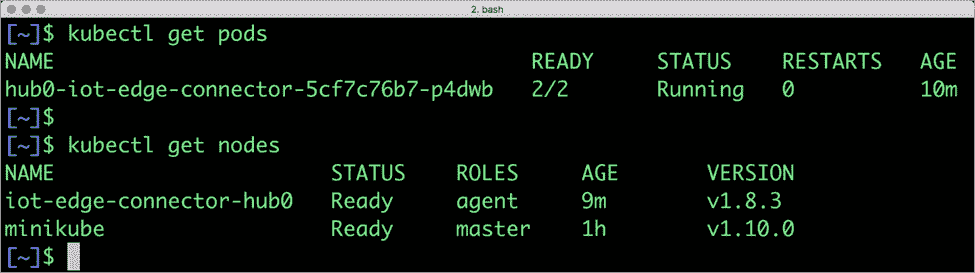 2. bash
[~]$ kubectl get pods
NAME READY STATUS RESTARTS AGE
hub0-iot-edge-connector-5cf7c76b7-p4dwb 2/2 Running 0 10m
[~]$
[~]$ kubectl get nodes
NAME STATUS ROLES AGE VERSION
iot-edge-connector-hub0 Ready agent 9m v1.8.3
minikube Ready master 1h v1.10.0
[~]$